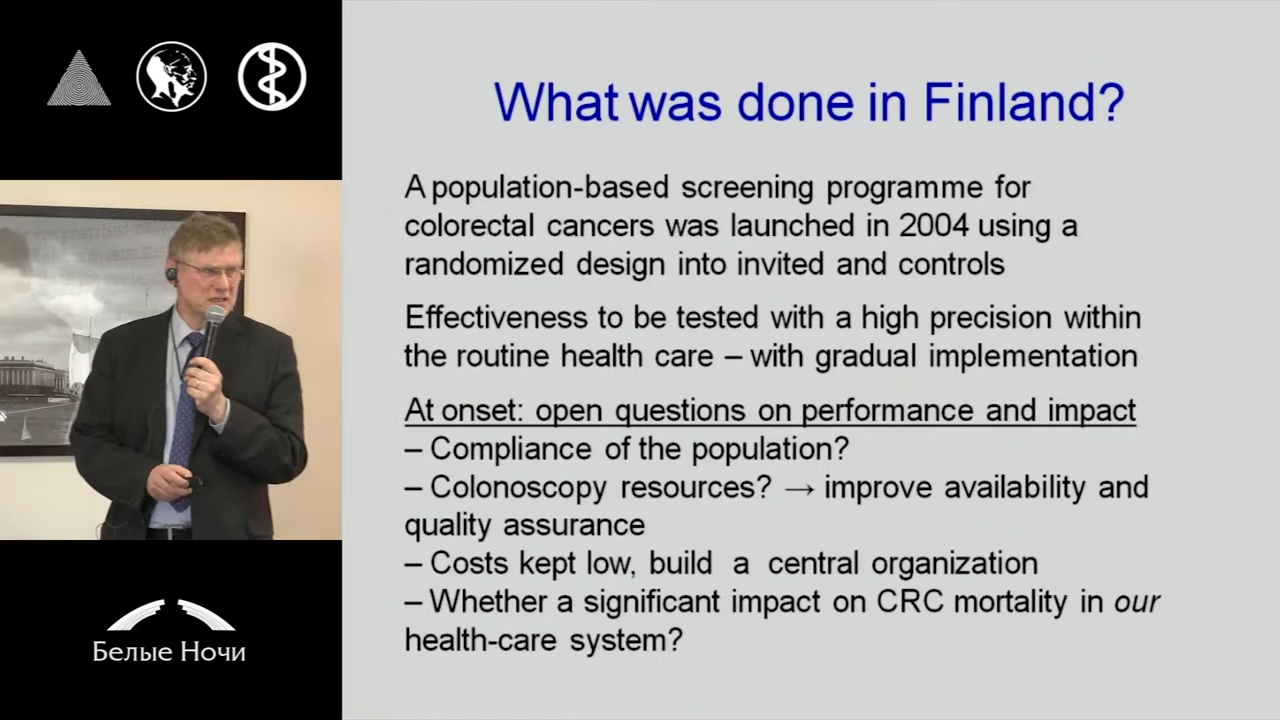 What was done in Finland?
A population-based screening programme for
colorectal cancers was launched in 2004 using a
randomized design into invited and controls
Effectiveness to be tested with a high precision within
the routine health care – with gradual implementation
At onset: open questions on performance and impact
– Compliance of the population?
– Colonoscopy resources? → improve availability and
quality assurance
– Costs kept low, build a central organization
– Whether a significant impact on CRC mortality in our
health-care system?
Белые Ночи